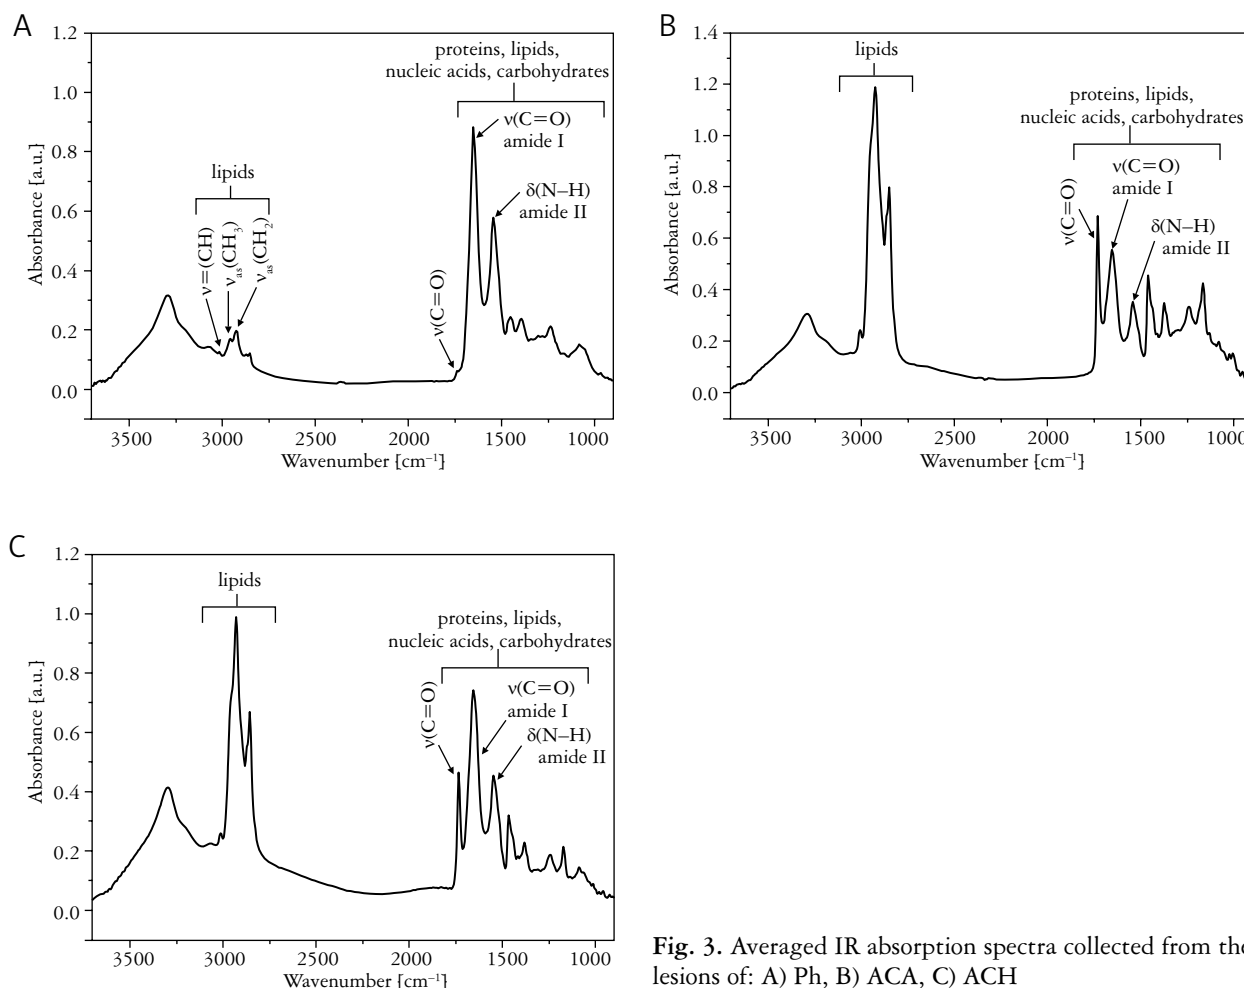 A
1.2
1.0
0.8
0.6
0.4
0.2
0.0
Absorbance [a.u.]
3500 3000 2500 2000 1500 1000
Wavenumber [cm⁻¹]
lipids
ν=(CH)
νas(CH3)
νas(CH2)
ν(C=O)
proteins, lipids,
nucleic acids, carbohydrates
ν(C=O)
amide I
δ(N–H)
amide II
B
1.4
1.2
1.0
0.8
0.6
0.4
0.2
0.0
Absorbance [a.u.]
3500 3000 2500 2000 1500 1000
Wavenumber [cm⁻¹]
lipids
proteins, lipids,
nucleic acids, carbohydrates
ν(C=O)
ν(C=O)
amide I
δ(N–H)
amide II
C
1.2
1.0
0.8
0.6
0.4
0.2
0.0
Absorbance [a.u.]
3500 3000 2500 2000 1500 1000
Wavenumber [cm⁻¹]
lipids
proteins, lipids,
nucleic acids, carbohydrates
ν(C=O)
ν(C=O)
amide I
δ(N–H)
amide II
Fig. 3. Averaged IR absorption spectra collected from the
lesions of: A) Ph, B) ACA, C) ACH